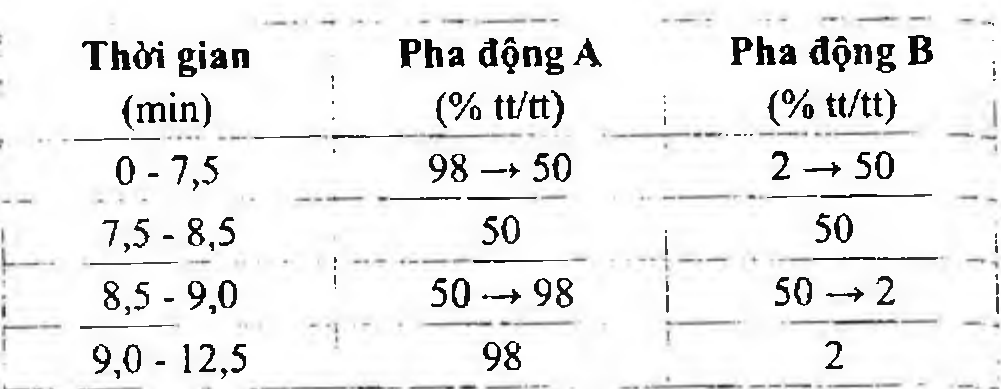 Thời gian Pha động A Pha động B
(min) (% tt/tt) (% tt/tt)
0 - 7,5 98 → 50 2 → 50
7,5 - 8,5 50 50
8,5 - 9,0 50 → 98 50 → 2
9,0 - 12,5 98 2